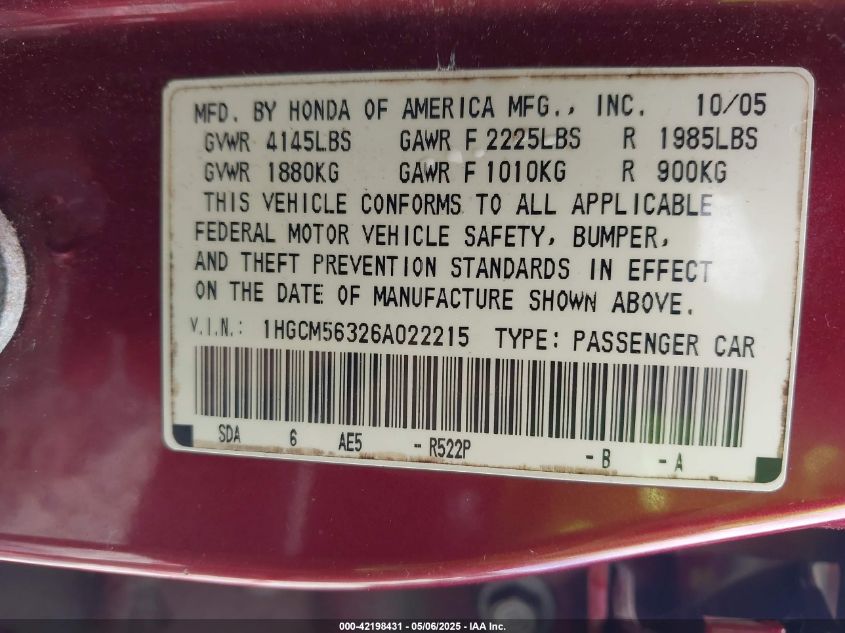 MFD. BY HONDA OF AMERICA MFG., INC. 10/05
GVWR 4145LBS GAWR F 2225LBS R 1985LBS
GVWR 1880KG GAWR F 1010KG R 900KG
THIS VEHICLE CONFORMS TO ALL APPLICABLE
FEDERAL MOTOR VEHICLE SAFETY, BUMPER,
AND THEFT PREVENTION STANDARDS IN EFFECT
ON THE DATE OF MANUFACTURE SHOWN ABOVE.
V.I.N.: 1HGCM56326A022215 TYPE: PASSENGER CAR
SDA 6 AE5 - R522P - B - A
000-42198431 - 05/06/2025 - IAA Inc.